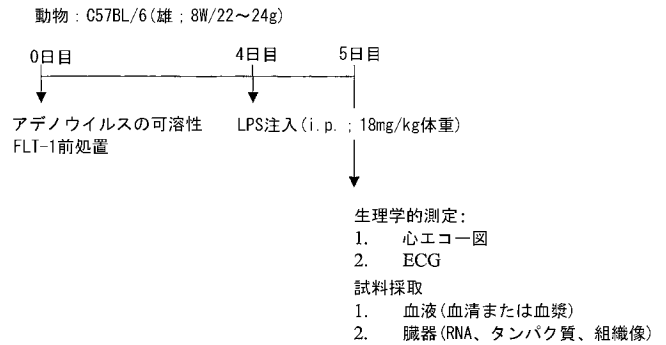 動物：C57BL/6(雄；8W/22～24g)
0日目
4日目
5日目
アデノウイルスの可溶性
FLT-1前処置
LPS注入(i.p.；18mg/kg体重)
生理学的測定:
1. 心エコー図
2. ECG
試料採取
1. 血液(血清または血漿)
2. 臓器(RNA、タンパク質、組織像)